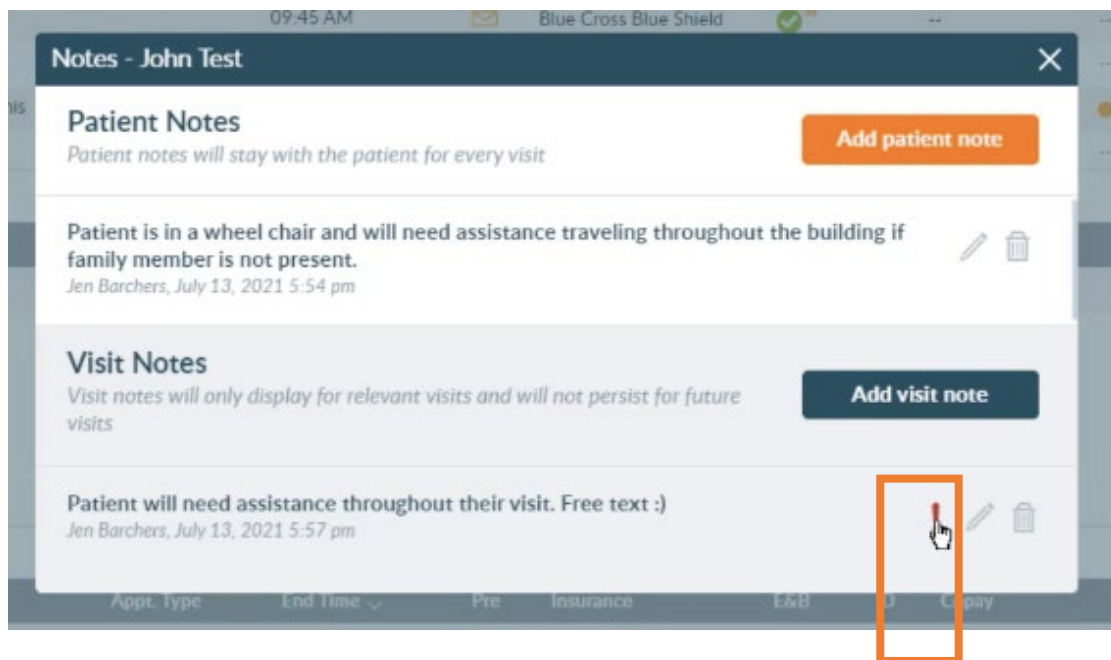 09:45 AM Blue Cross Blue Shield --
Notes - John Test
his
Patient Notes
Patient notes will stay with the patient for every visit
Add patient note
Patient is in a wheel chair and will need assistance traveling throughout the building if
family member is not present.
Jen Barchers, July 13, 2021 5:54 pm
Visit Notes
Visit notes will only display for relevant visits and will not persist for future
visits
Add visit note
Patient will need assistance throughout their visit. Free text :)
Jen Barchers, July 13, 2021 5:57 pm
!
Appt. Type End Time Pre Insurance E&B Copay